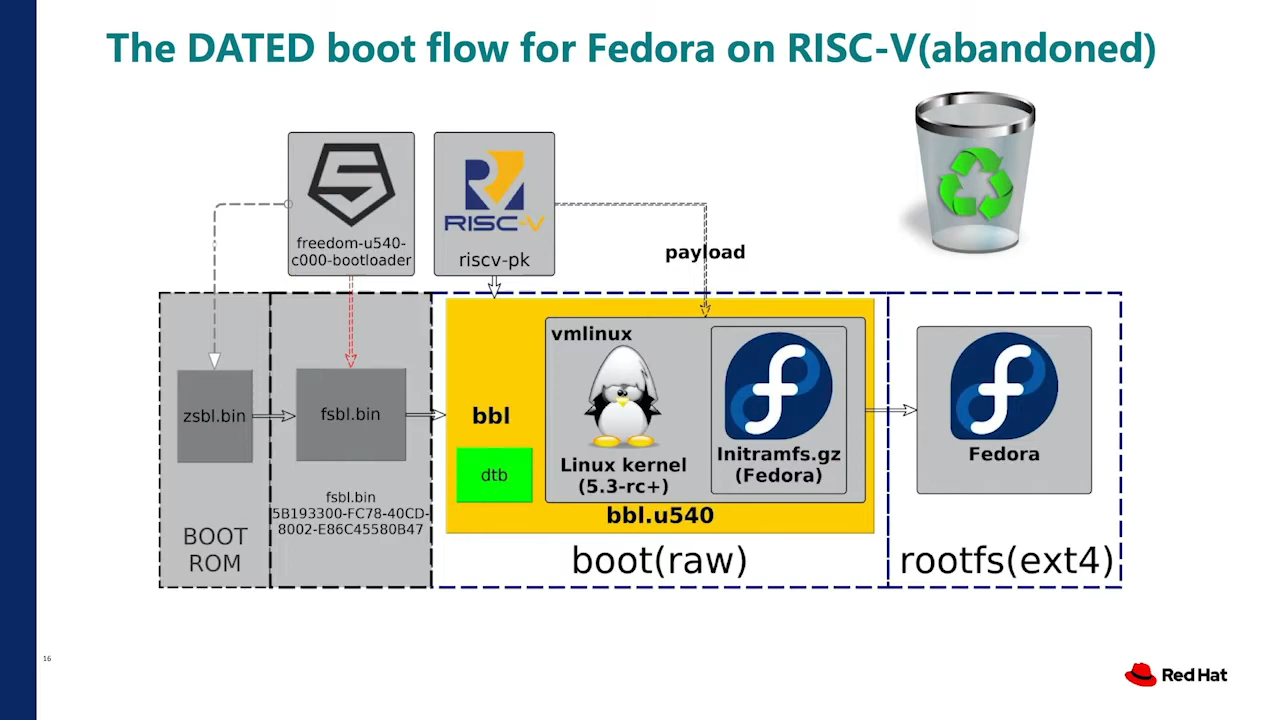 The DATED boot flow for Fedora on RISC-V(abandoned)
freedom-u540-
c000-bootloader
RISC-V
riscv-pk
payload
zsbl.bin
BOOT
ROM
fsbl.bin
fsbl.bin
5B193300-FC78-40CD-
8002-E86C45580B47
bbl
dtb
vmlinux
Linux kernel
(5.3-rc+)
Initramfs.gz
(Fedora)
bbl.u540
boot(raw)
Fedora
rootfs(ext4)
16
Red Hat